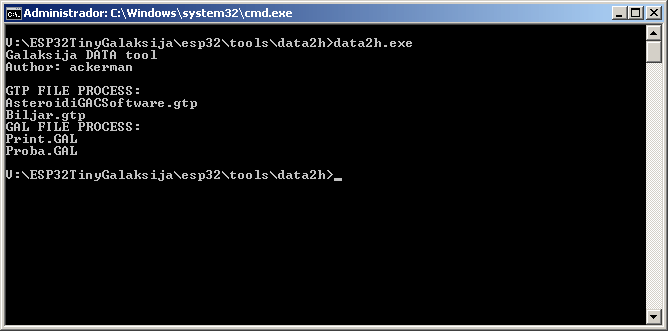 Administrador: C:\Windows\system32\cmd.exe
V:\ESP32TinyGalaksija\esp32\tools\data2h>data2h.exe
Galaksija DATA tool
Author: ackerman
GTP FILE PROCESS:
AsteroidiGACSoftware.gtp
Biljar.gtp
GAL FILE PROCESS:
Print.GAL
Proba.GAL
V:\ESP32TinyGalaksija\esp32\tools\data2h>_